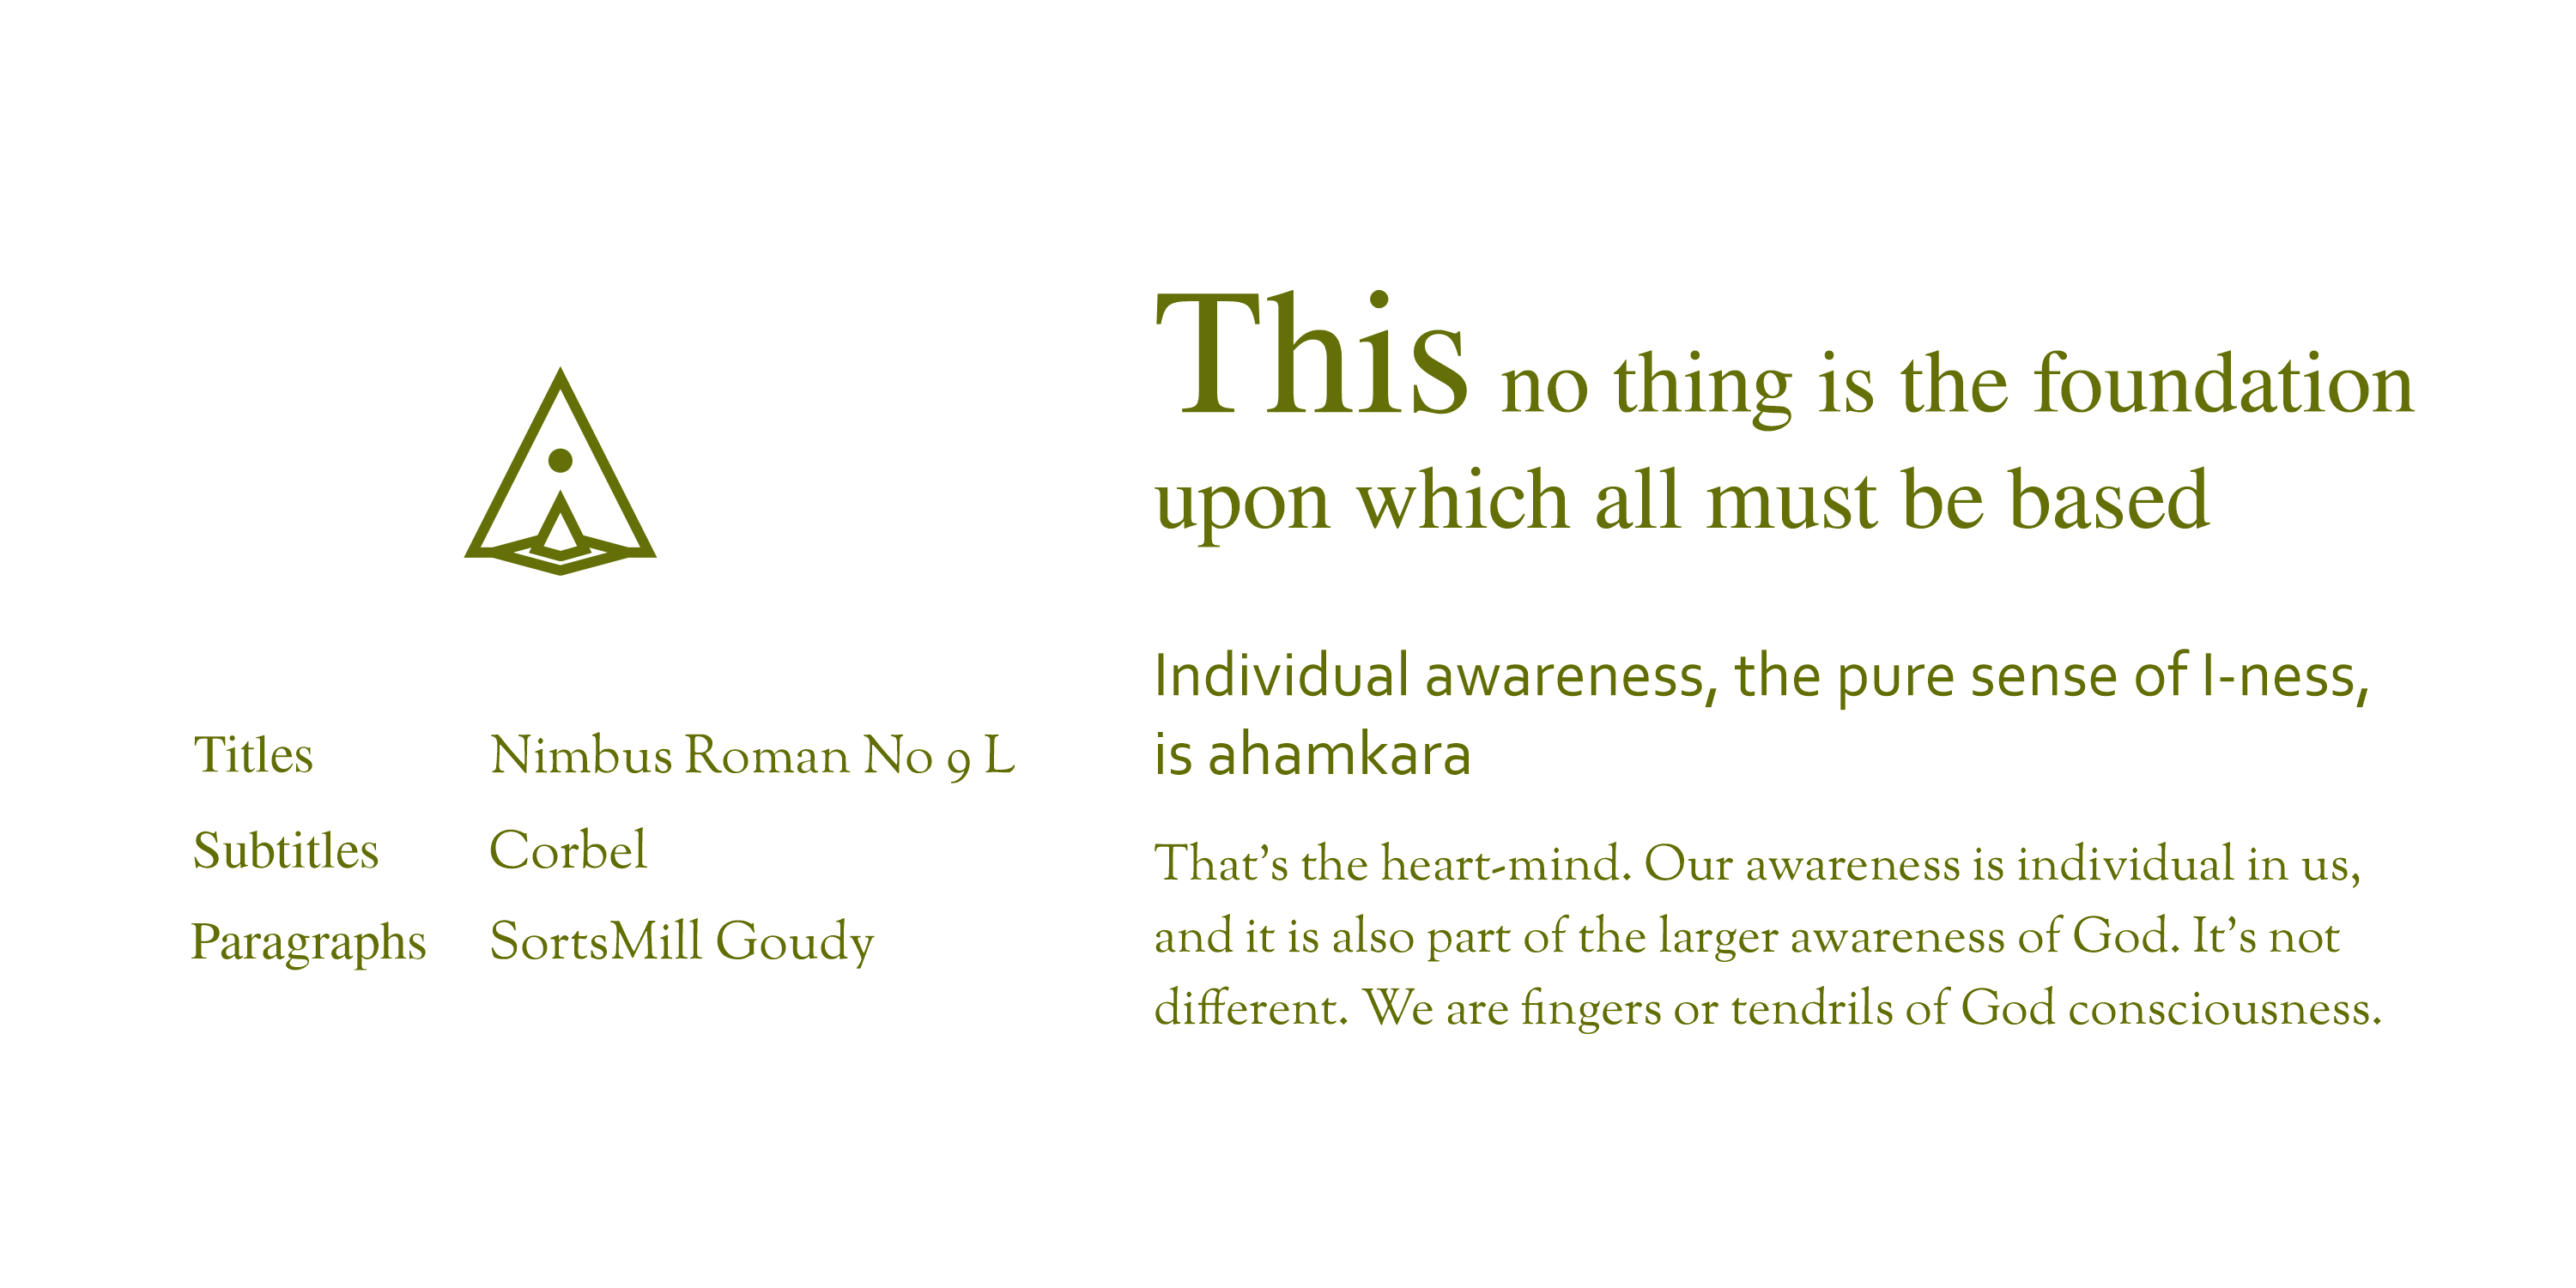 Titles Nimbus Roman No 9 L
Subtitles Corbel
Paragraphs SortsMill Goudy
This no thing is the foundation
upon which all must be based
Individual awareness, the pure sense of I-ness,
is ahamkara
That’s the heart-mind. Our awareness is individual in us,
and it is also part of the larger awareness of God. It’s not
different. We are fingers or tendrils of God consciousness.